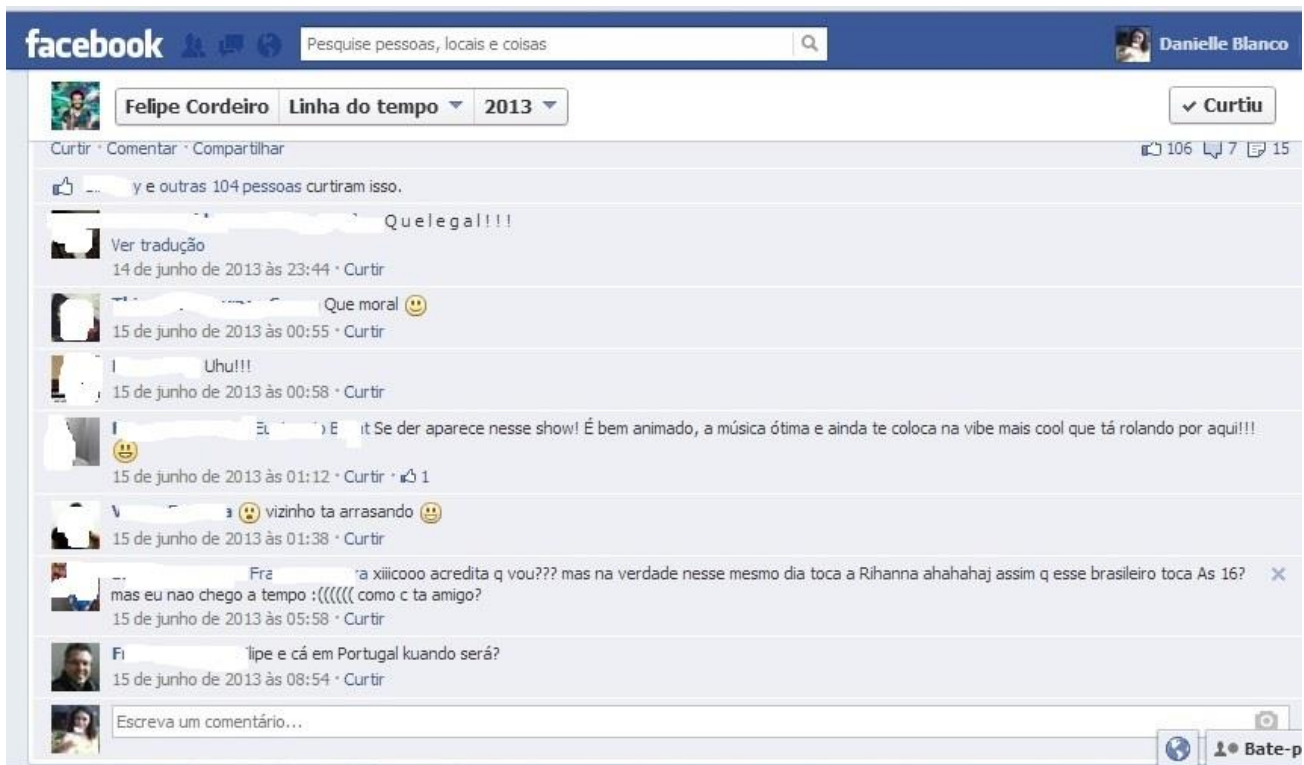 facebook Pesquise pessoas, locais e coisas Danielle Blanco
Felipe Cordeiro Linha do tempo 2013 Curtiu
Curtir · Comentar · Compartilhar 106 7 15
y e outras 104 pessoas curtiram isso.
Q u e l e g a l ! ! !
Ver tradução
14 de junho de 2013 às 23:44 · Curtir
Que moral
15 de junho de 2013 às 00:55 · Curtir
Uhu!!!
15 de junho de 2013 às 00:58 · Curtir
Se der aparece nesse show! É bem animado, a música ótima e ainda te coloca na vibe mais cool que tá rolando por aqui!!!
15 de junho de 2013 às 01:12 · Curtir · 1
vizinho ta arrasando
15 de junho de 2013 às 01:38 · Curtir
xiiicooo acredita q vou??? mas na verdade nesse mesmo dia toca a Rihanna ahahahaj assim q esse brasileiro toca As 16?
mas eu nao chego a tempo :(((((( como c ta amigo?
15 de junho de 2013 às 05:58 · Curtir
e cá em Portugal kuando será?
15 de junho de 2013 às 08:54 · Curtir
Escreva um comentário...
Bate-p